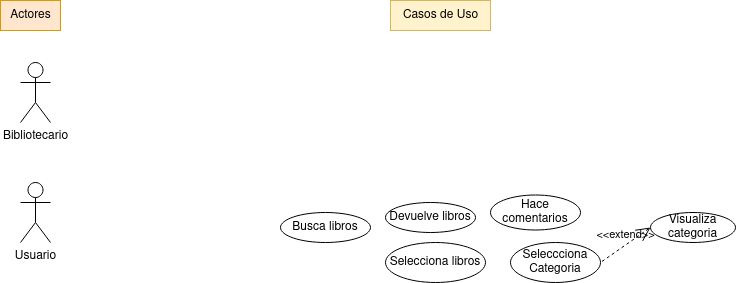 Actores
Casos de Uso
Bibliotecario
Usuario
Busca libros
Devuelve libros
Hace
comentarios
Visualiza
categoria
<<extend>>
Selecciona libros
Seleccciona
Categoria